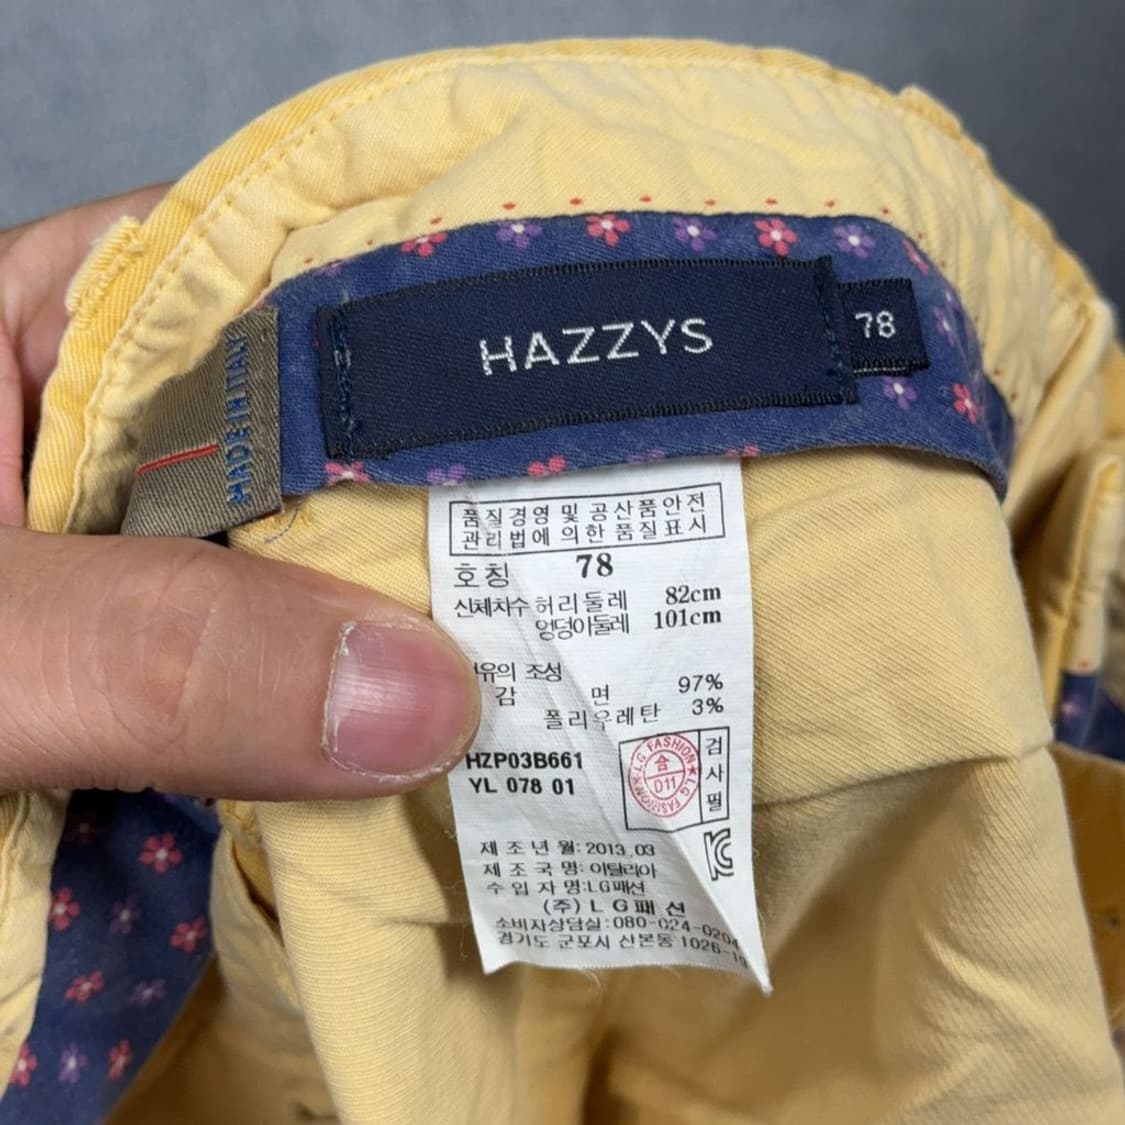 HAZZYS
78
MADE IN ITALY
품질경영 및 공산품안전
관리법에 의한 품질표시
호칭 78
신체치수 허리둘레 82cm
엉덩이둘레 101cm
유의 조성
감 면 97%
폴리우레탄 3%
HZP03B661
YL 078 01
LG FASHION★LG FASHION
合
D11
검
사
필
제조년월: 2013.03
제조국명: 이탈리아
수입자명:LG패션
(주)LG패션
소비자상담실:080-024-0204
경기도 군포시 산본동 1026-